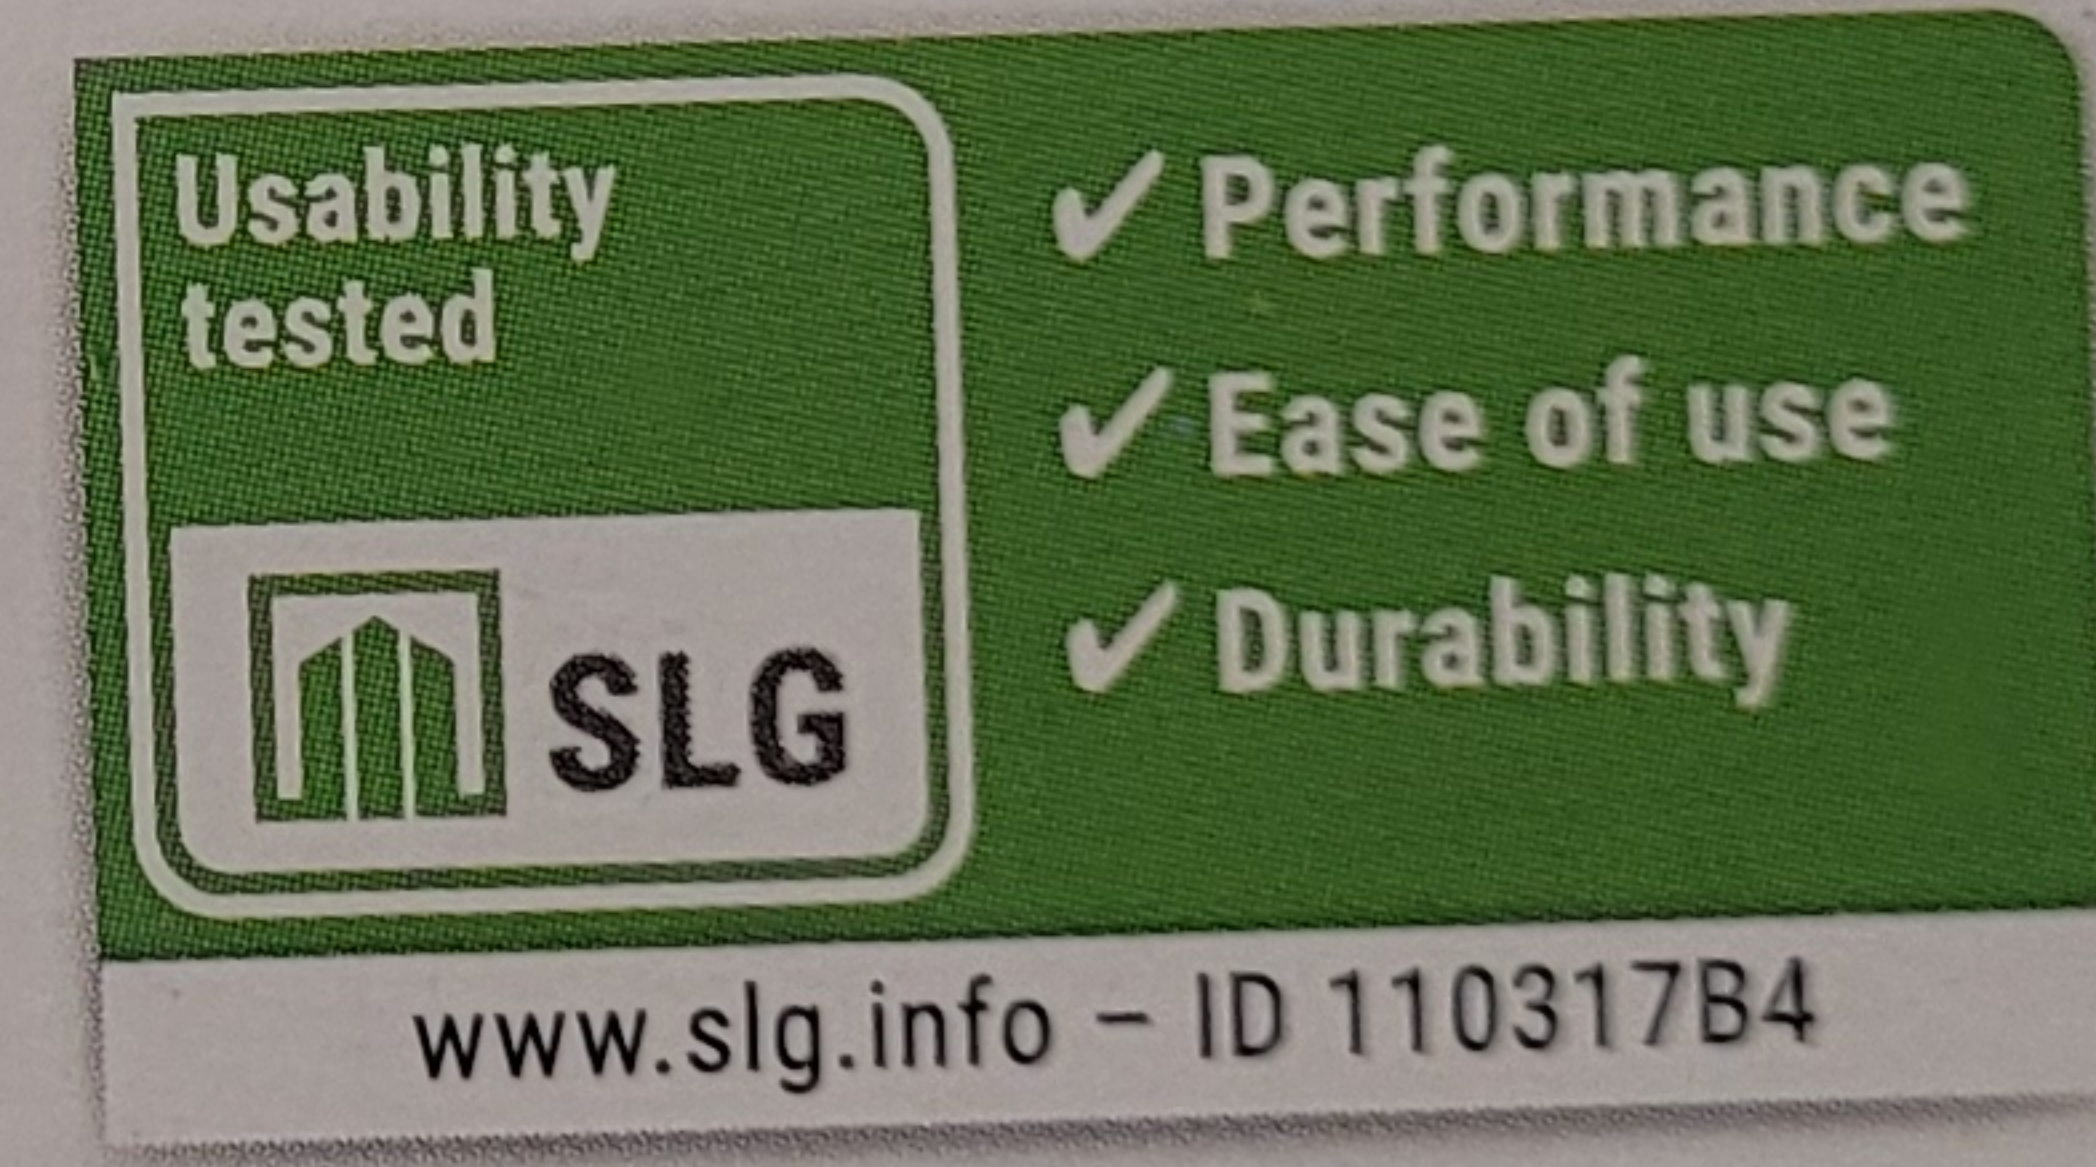 Usability
tested
SLG
✓ Performance
✓ Ease of use
✓ Durability
www.slg.info – ID 110317B4